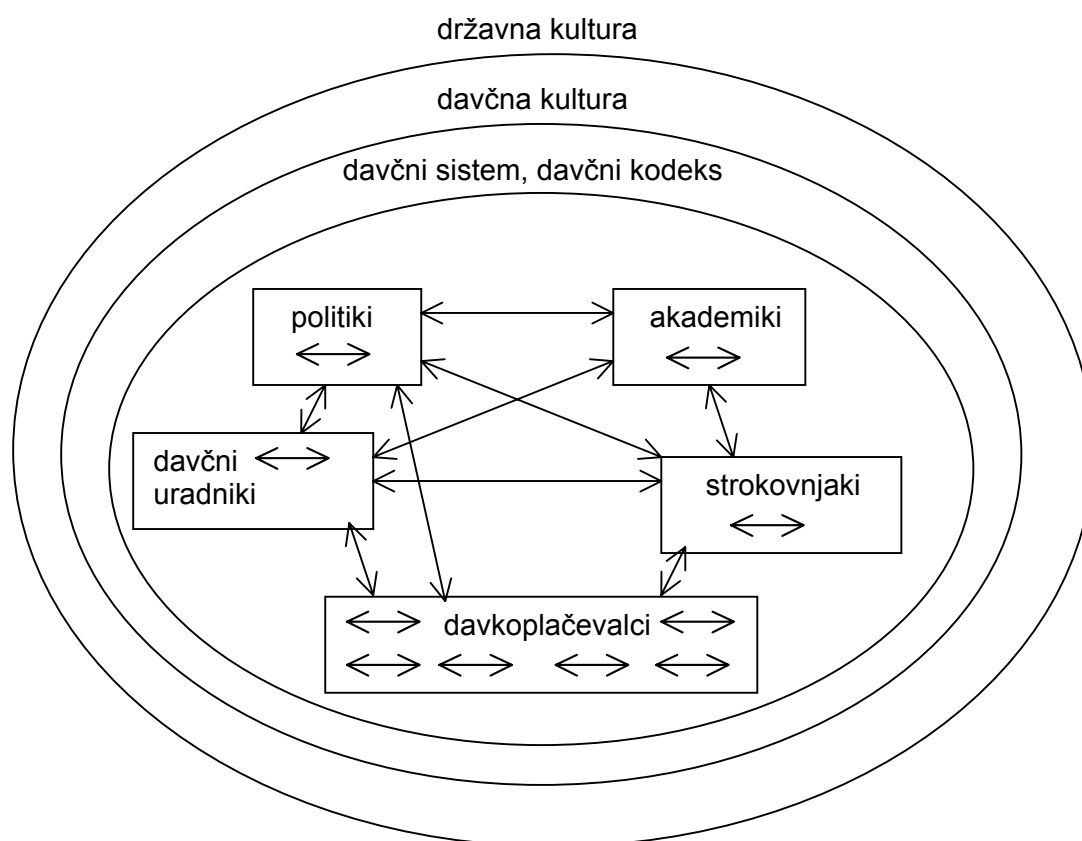 državna kultura
davčna kultura
davčni sistem, davčni kodeks
politiki
akademiki
davčni
uradniki
strokovnjaki
davkoplačevalci